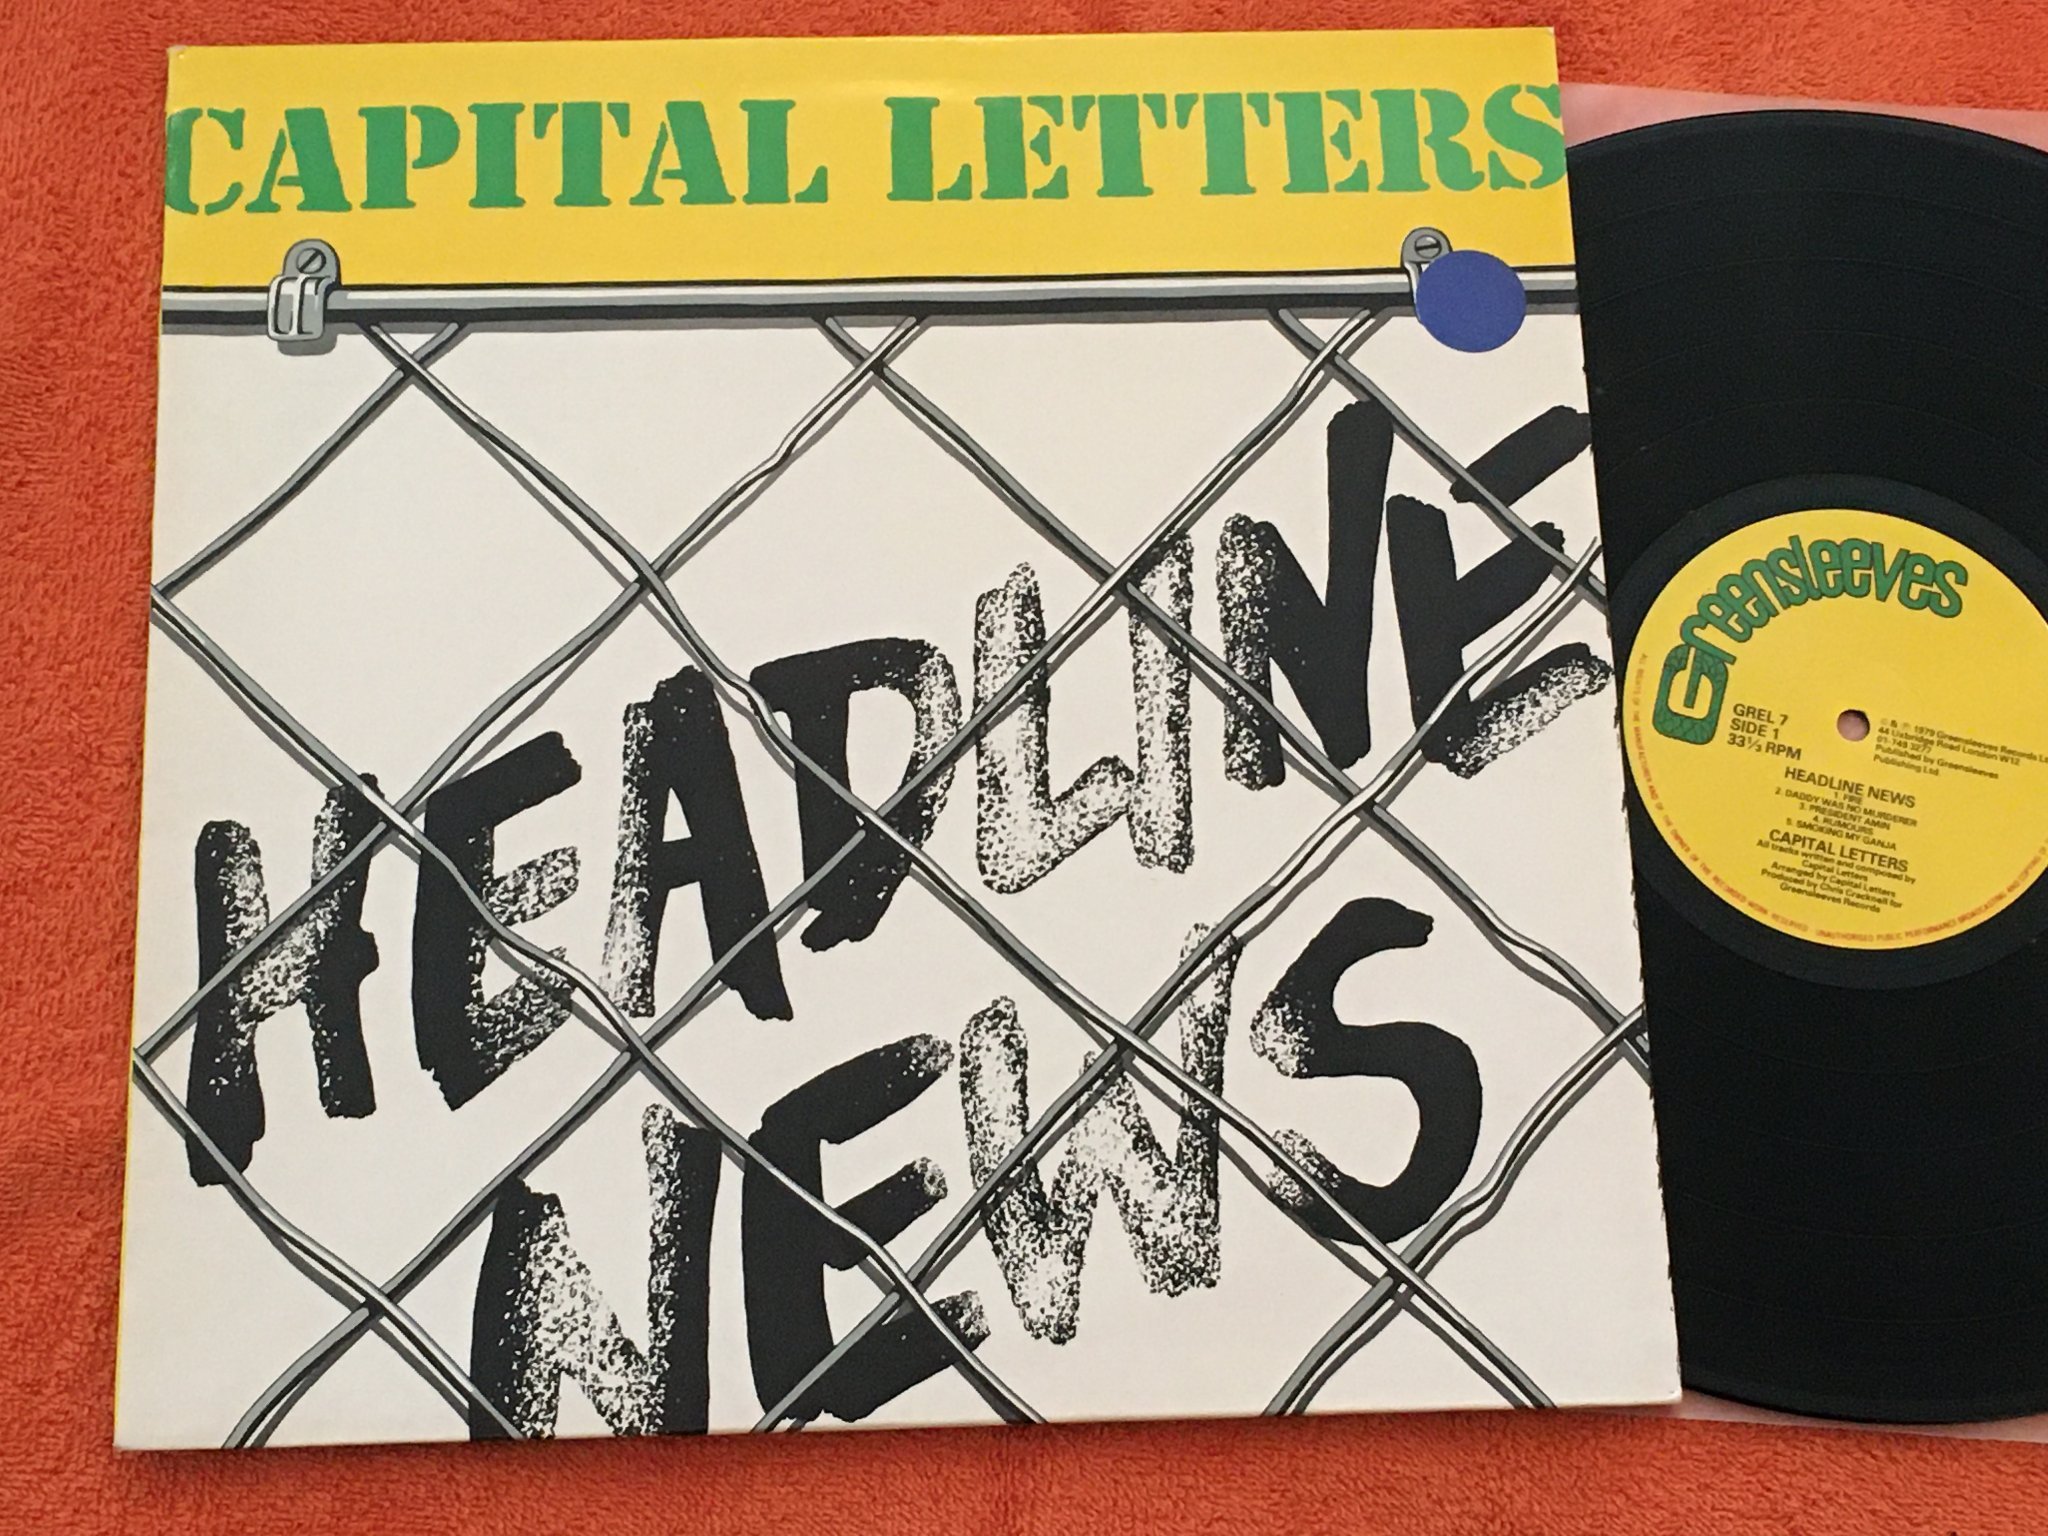 CAPITAL LETTERS
HEADLINE
NEWS
Greensleeves
GREL 7
SIDE 1
33⅓ RPM
© & ℗ 1979 Greensleeves Records
44 Uxbridge Road London W12
01-749 3277
Published by Greensleeves
Publishing Ltd.
HEADLINE NEWS
1. FIRE
2. DADDY WAS NO MURDERER
3. PRESIDENT AMIN
4. RUMOURS
5. SMOKING MY GANJA
CAPITAL LETTERS
All tracks written and composed by
Capital Letters
Arranged by Capital Letters
Produced by Chris Cracknell for
Greensleeves Records